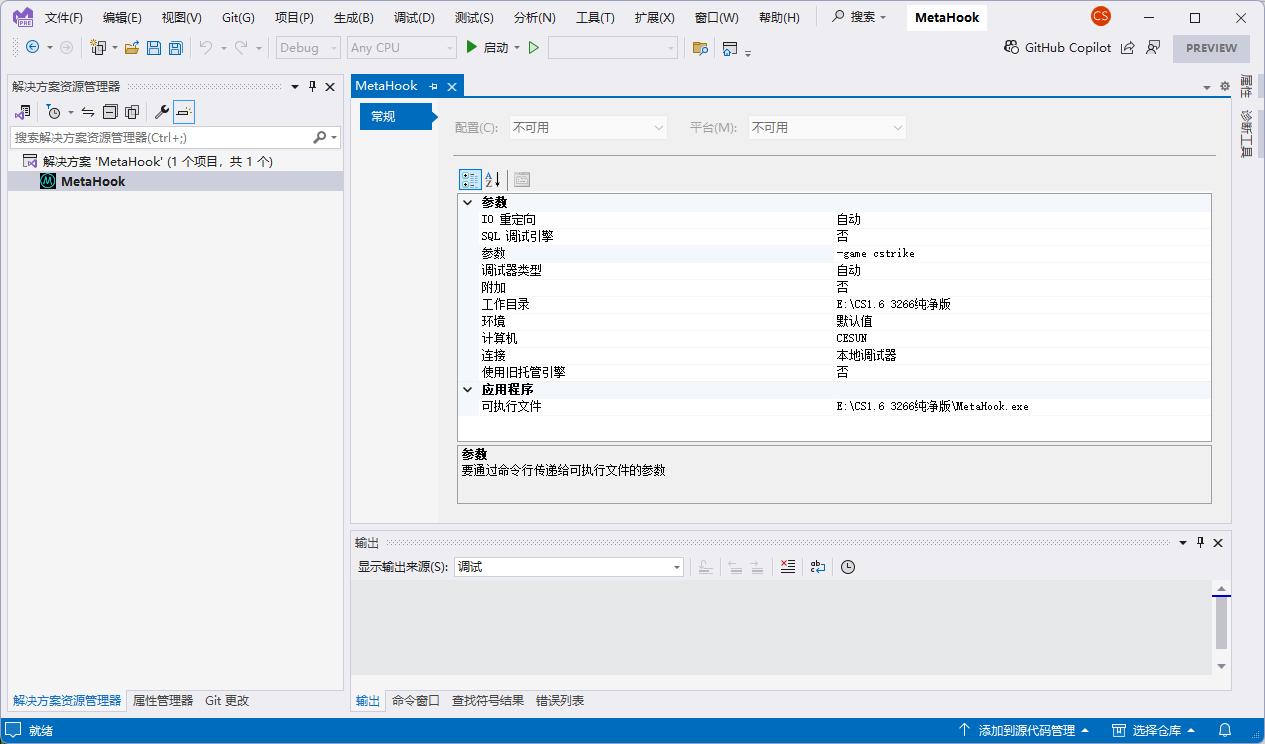 文件(F) 编辑(E) 视图(V) Git(G) 项目(P) 生成(B) 调试(D) 测试(S) 分析(N) 工具(T) 扩展(X) 窗口(W) 帮助(H) 搜索 MetaHook CS
PRE
Debug Any CPU 启动 GitHub Copilot PREVIEW
解决方案资源管理器
搜索解决方案资源管理器(Ctrl+;)
解决方案 'MetaHook' (1 个项目，共 1 个)
MetaHook
MetaHook
常规
配置(C): 不可用 平台(M): 不可用
参数
IO 重定向 自动
SQL 调试引擎 否
参数 -game cstrike
调试器类型 自动
附加 否
工作目录 E:\CS1.6 3266纯净版
环境 默认值
计算机 CESUN
连接 本地调试器
使用旧托管引擎 否
应用程序
可执行文件 E:\CS1.6 3266纯净版\MetaHook.exe
参数
要通过命令行传递给可执行文件的参数
属性
诊断工具
输出
显示输出来源(S): 调试
解决方案资源管理器 属性管理器 Git 更改
输出 命令窗口 查找符号结果 错误列表
就绪 添加到源代码管理 选择仓库